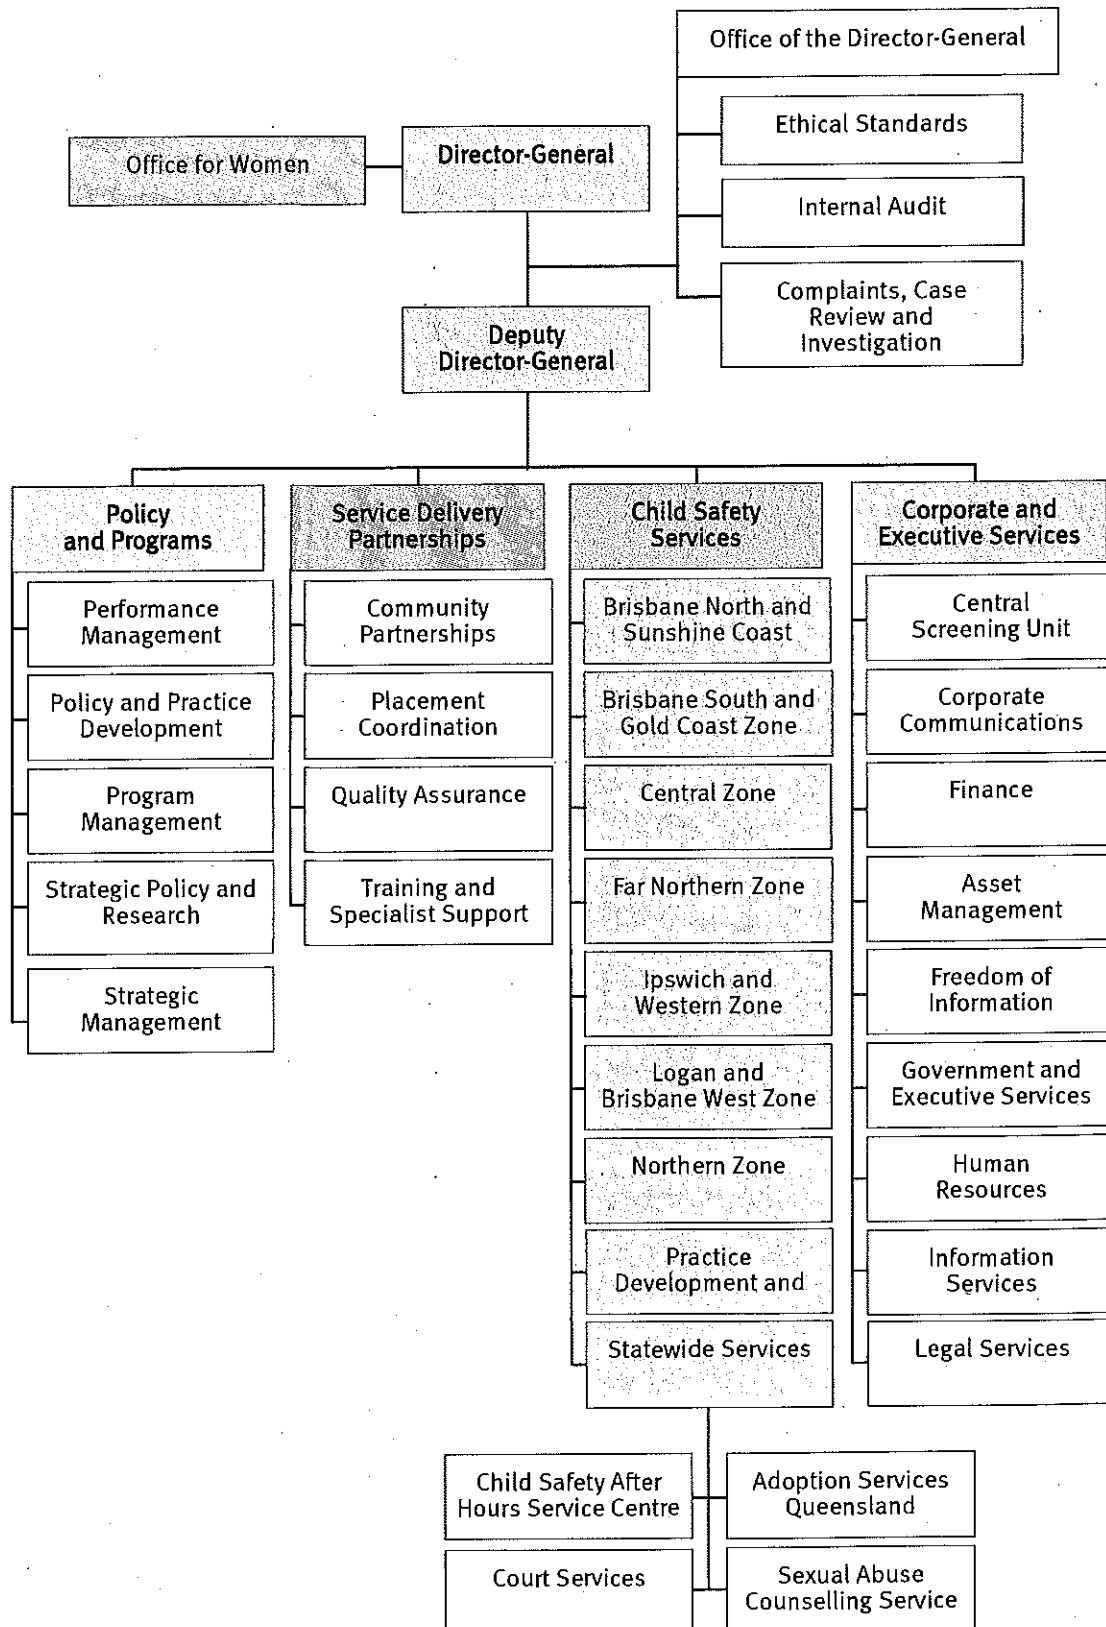 Office of the Director-General
Ethical Standards
Office for Women
Director-General
Internal Audit
Complaints, Case
Review and
Investigation
Deputy
Director-General
Policy
and Programs
Performance
Management
Policy and Practice
Development
Program
Management
Strategic Policy and
Research
Strategic
Management
Service Delivery
Partnerships
Community
Partnerships
Placement
Coordination
Quality Assurance
Training and
Specialist Support
Child Safety
Services
Brisbane North and
Sunshine Coast
Brisbane South and
Gold Coast Zone
Central Zone
Far Northern Zone
Ipswich and
Western Zone
Logan and
Brisbane West Zone
Northern Zone
Practice
Development and
Statewide Services
Corporate and
Executive Services
Central
Screening Unit
Corporate
Communications
Finance
Asset
Management
Freedom of
Information
Government and
Executive Services
Human
Resources
Information
Services
Legal Services
Child Safety After
Hours Service Centre
Adoption Services
Queensland
Court Services
Sexual Abuse
Counselling Service